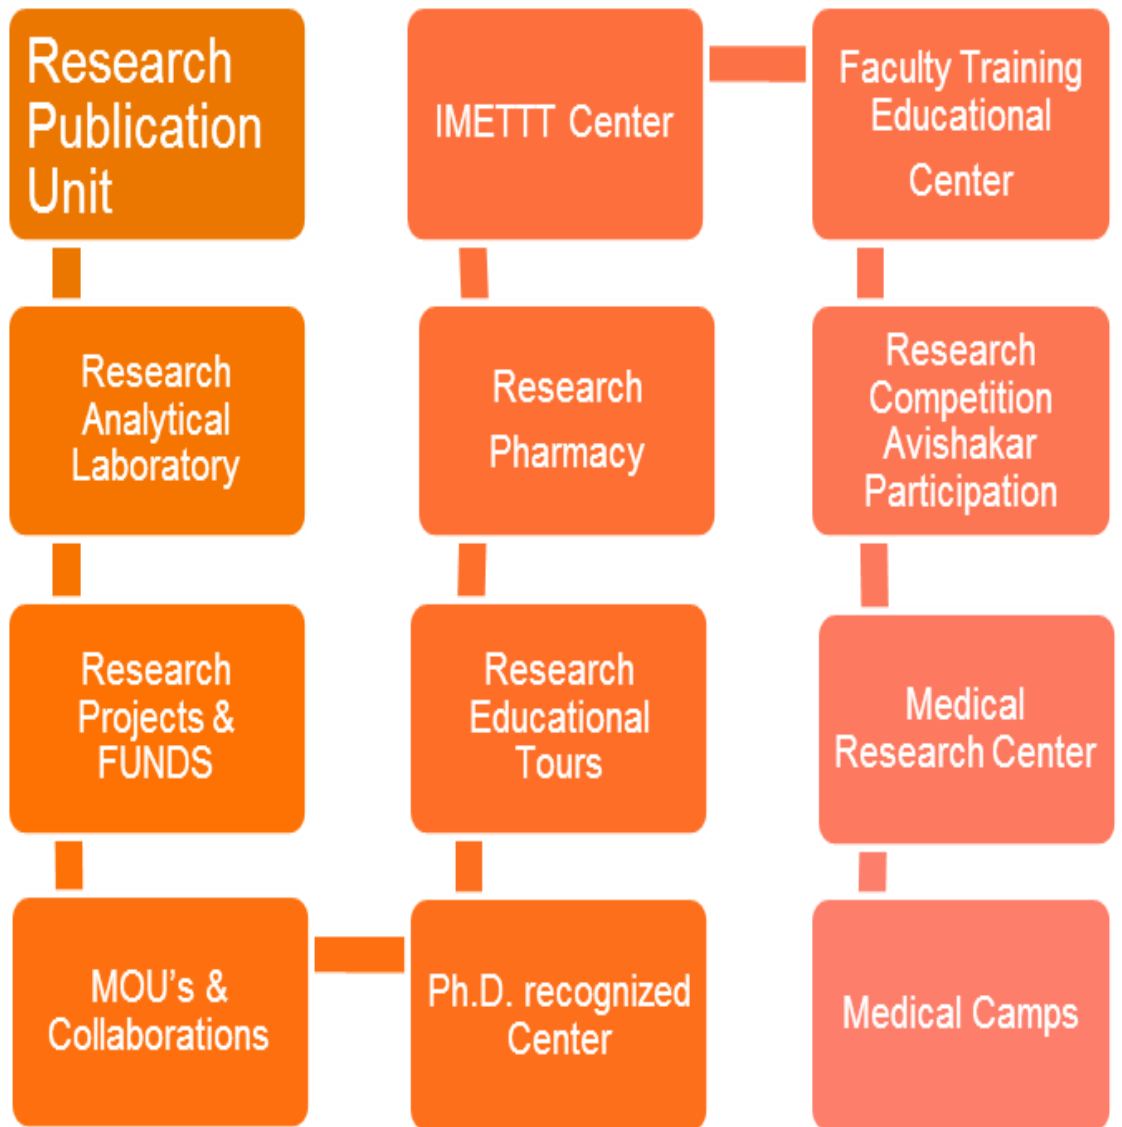 Research
Publication
Unit
Research
Analytical
Laboratory
Research
Projects &
FUNDS
MOU's &
Collaborations
Ph.D. recognized
Center
Research
Educational
Tours
Research
Pharmacy
IMETTT Center
Faculty Training
Educational
Center
Research
Competition
Avishakar
Participation
Medical
Research Center
Medical Camps